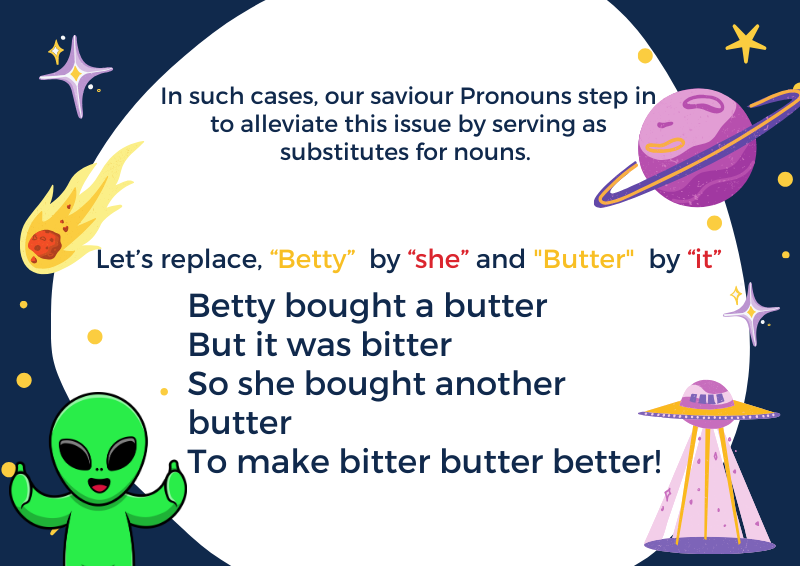 In such cases, our saviour Pronouns step in
to alleviate this issue by serving as
substitutes for nouns.
Let’s replace, “Betty” by “she” and "Butter" by “it”
Betty bought a butter
But it was bitter
So she bought another
butter
To make bitter butter better!